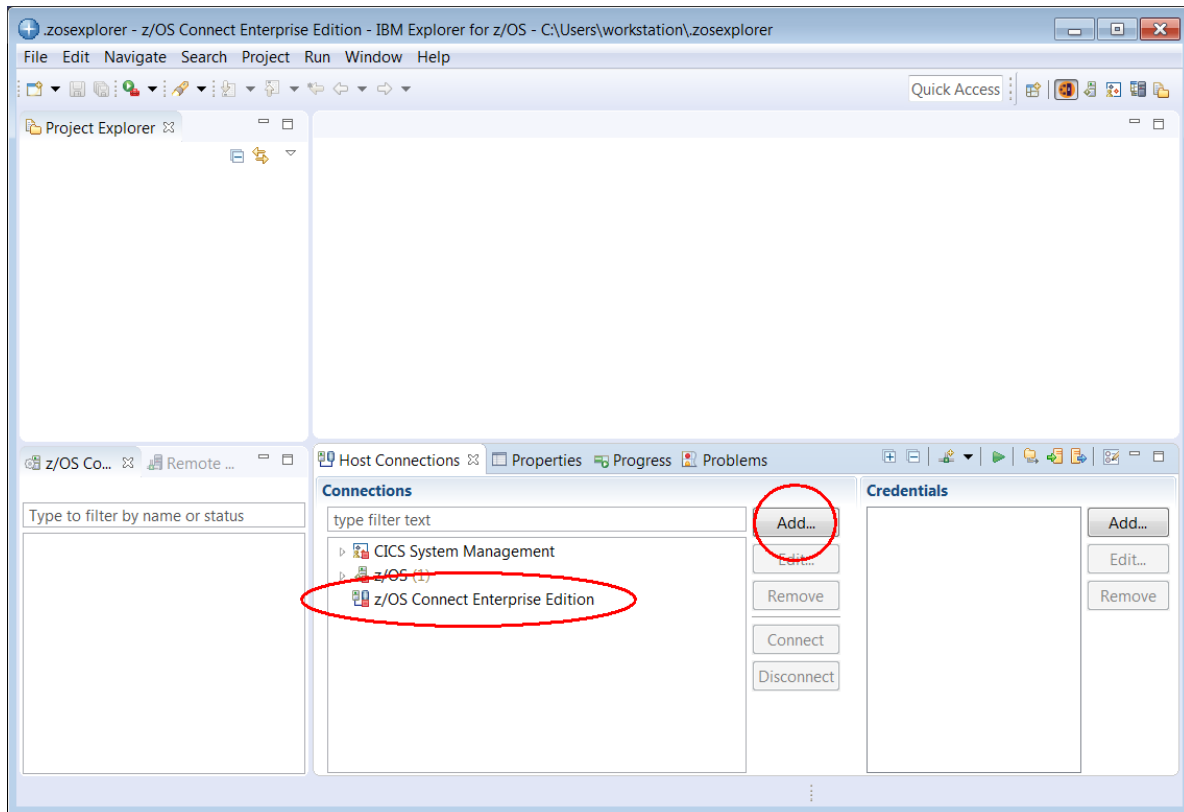 .zosexplorer - z/OS Connect Enterprise Edition - IBM Explorer for z/OS - C:\Users\workstation\.zosexplorer
File Edit Navigate Search Project Run Window Help
Quick Access
Project Explorer
z/OS Co... Remote ...
Type to filter by name or status
Host Connections Properties Progress Problems
Connections
type filter text
CICS System Management
z/OS (1)
z/OS Connect Enterprise Edition
Add...
Edit...
Remove
Connect
Disconnect
Credentials
Add...
Edit...
Remove